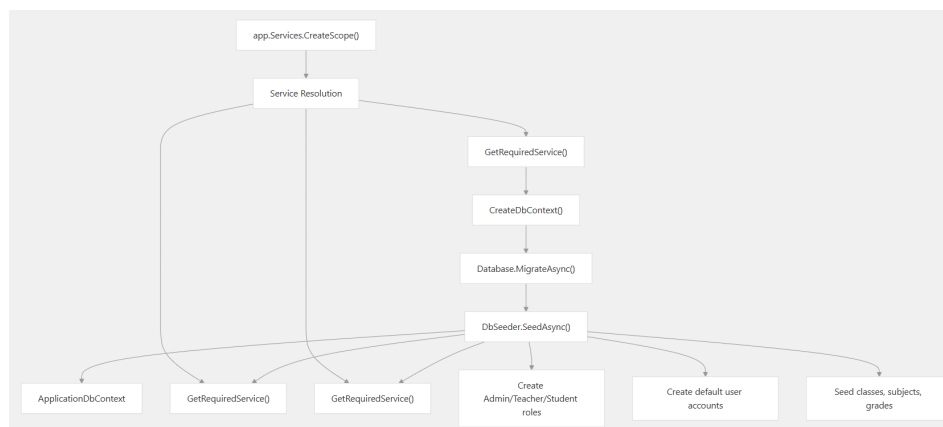 app.Services.CreateScope()
Service Resolution
GetRequiredService()
CreateDbContext()
Database.MigrateAsync()
DbSeeder.SeedAsync()
ApplicationDbContext
GetRequiredService()
GetRequiredService()
Create
Admin/Teacher/Student
roles
Create default user
accounts
Seed classes, subjects,
grades